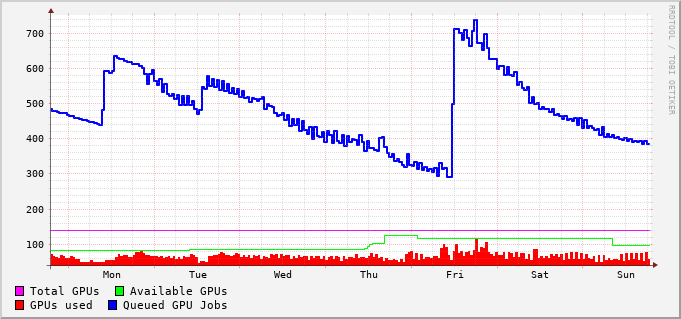 700
600
500
400
300
200
100
Mon Tue Wed Thu Fri Sat Sun
Total GPUs Available GPUs
GPUs used Queued GPU Jobs
RRDTOOL / TOBI OETIKER